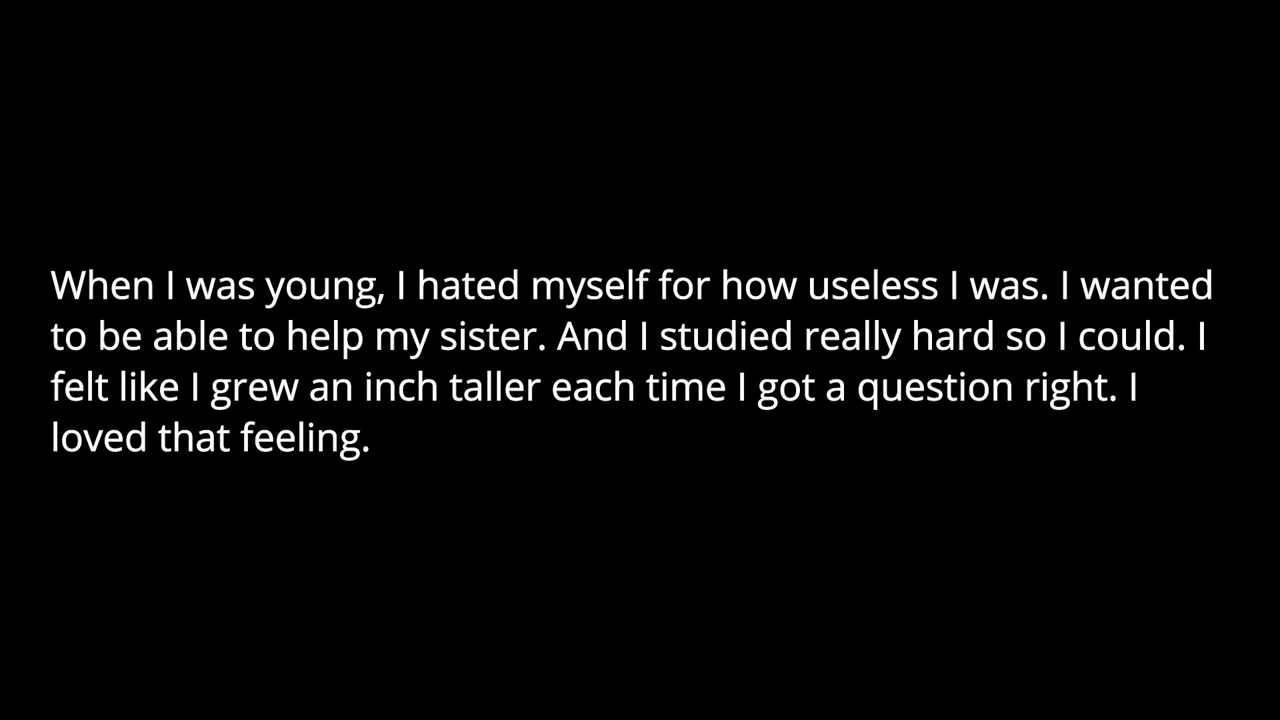 When I was young, I hated myself for how useless I was. I wanted
to be able to help my sister. And I studied really hard so I could. I
felt like I grew an inch taller each time I got a question right. I
loved that feeling.